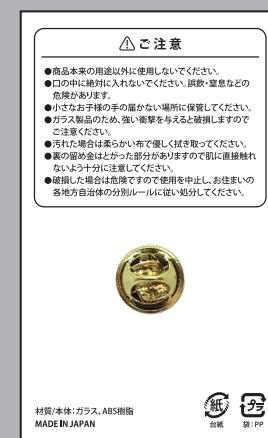 ⚠ご注意
●商品本来の用途以外に使用しないでください。
●口の中に絶対に入れないでください。誤飲・窒息などの
危険があります。
●小さなお子様の手の届かない場所に保管してください。
●ガラス製品のため、強い衝撃を与えると破損しますので
ご注意ください。
●汚れた場合は柔らかい布で優しく拭き取ってください。
●裏の留め金はとがった部分がありますので肌に直接触れ
ないよう十分に注意してください。
●破損した場合は危険ですので使用を中止し、お住まいの
各地方自治体の分別ルールに従い処分してください。
材質/本体:ガラス、ABS樹脂
MADE IN JAPAN
紙 プラ
台紙 袋:PP